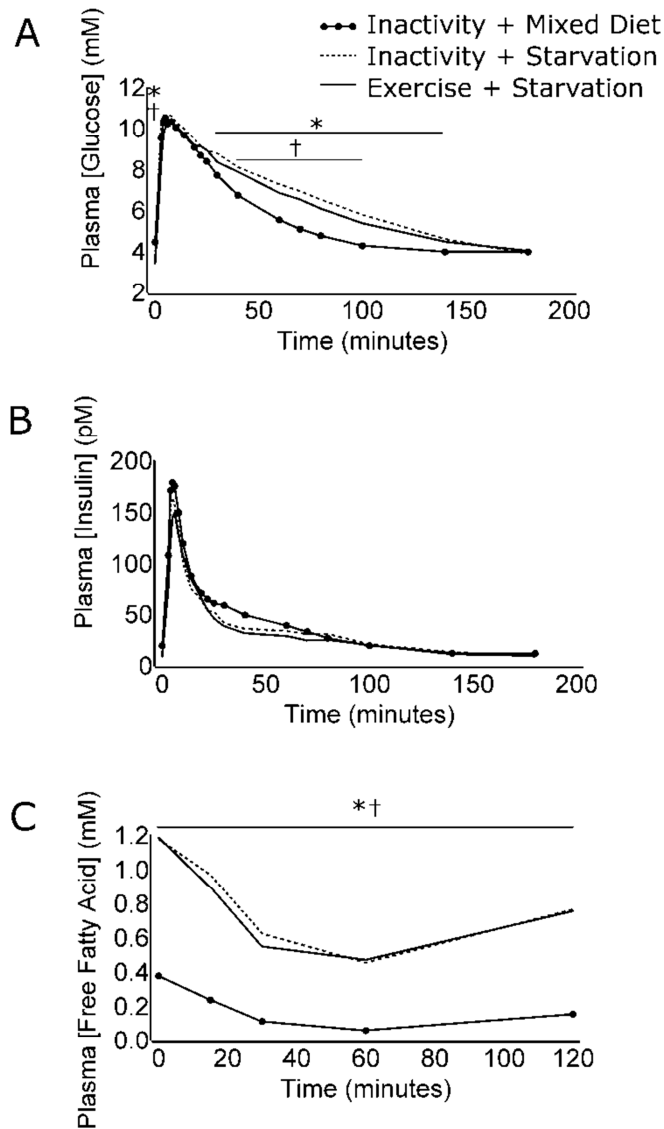 A
Inactivity + Mixed Diet
Inactivity + Starvation
Exercise + Starvation
Plasma [Glucose] (mM)
12
10
8
6
4
2
*
†
*
†
0 50 100 150 200
Time (minutes)
B
Plasma [Insulin] (pM)
200
150
100
50
0
0 50 100 150 200
Time (minutes)
C
Plasma [Free Fatty Acid] (mM)
*†
1.2
1.0
0.8
0.6
0.4
0.2
0.0
0 20 40 60 80 100 120
Time (minutes)